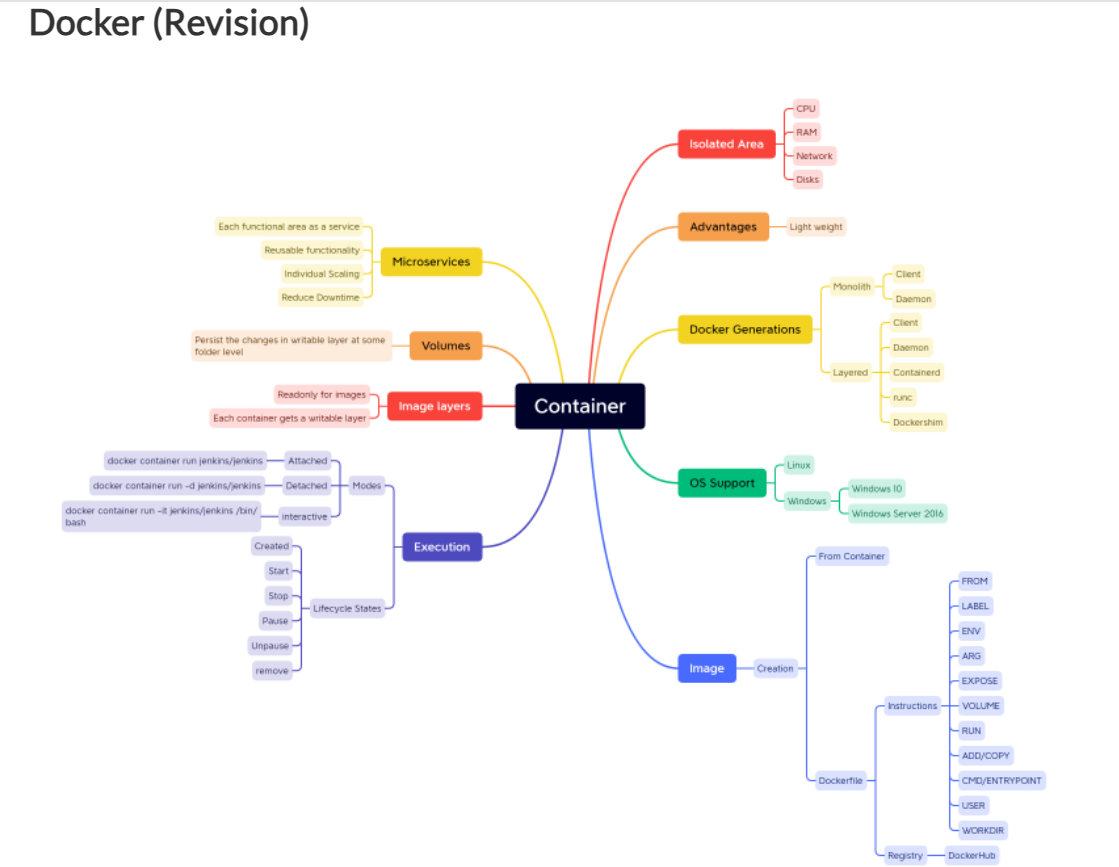 Docker (Revision)
Isolated Area
CPU
RAM
Network
Disks
Advantages
Light weight
Docker Generations
Monolith
Client
Daemon
Layered
Client
Daemon
Containerd
runc
Dockershim
Container
OS Support
Linux
Windows
Windows 10
Windows Server 2016
Image
Creation
From Container
Dockerfile
Instructions
FROM
LABEL
ENV
ARG
EXPOSE
VOLUME
RUN
ADD/COPY
CMD/ENTRYPOINT
USER
WORKDIR
Registry
DockerHub
Microservices
Each functional area as a service
Reusable functionality
Individual Scaling
Reduce Downtime
Volumes
Persist the changes in writable layer at some
folder level
Image layers
Readonly for images
Each container gets a writable layer
Execution
Modes
Attached
docker container run jenkins/jenkins
Detached
docker container run -d jenkins/jenkins
interactive
docker container run -it jenkins/jenkins /bin/
bash
Lifecycle States
Created
Start
Stop
Pause
Unpause
remove